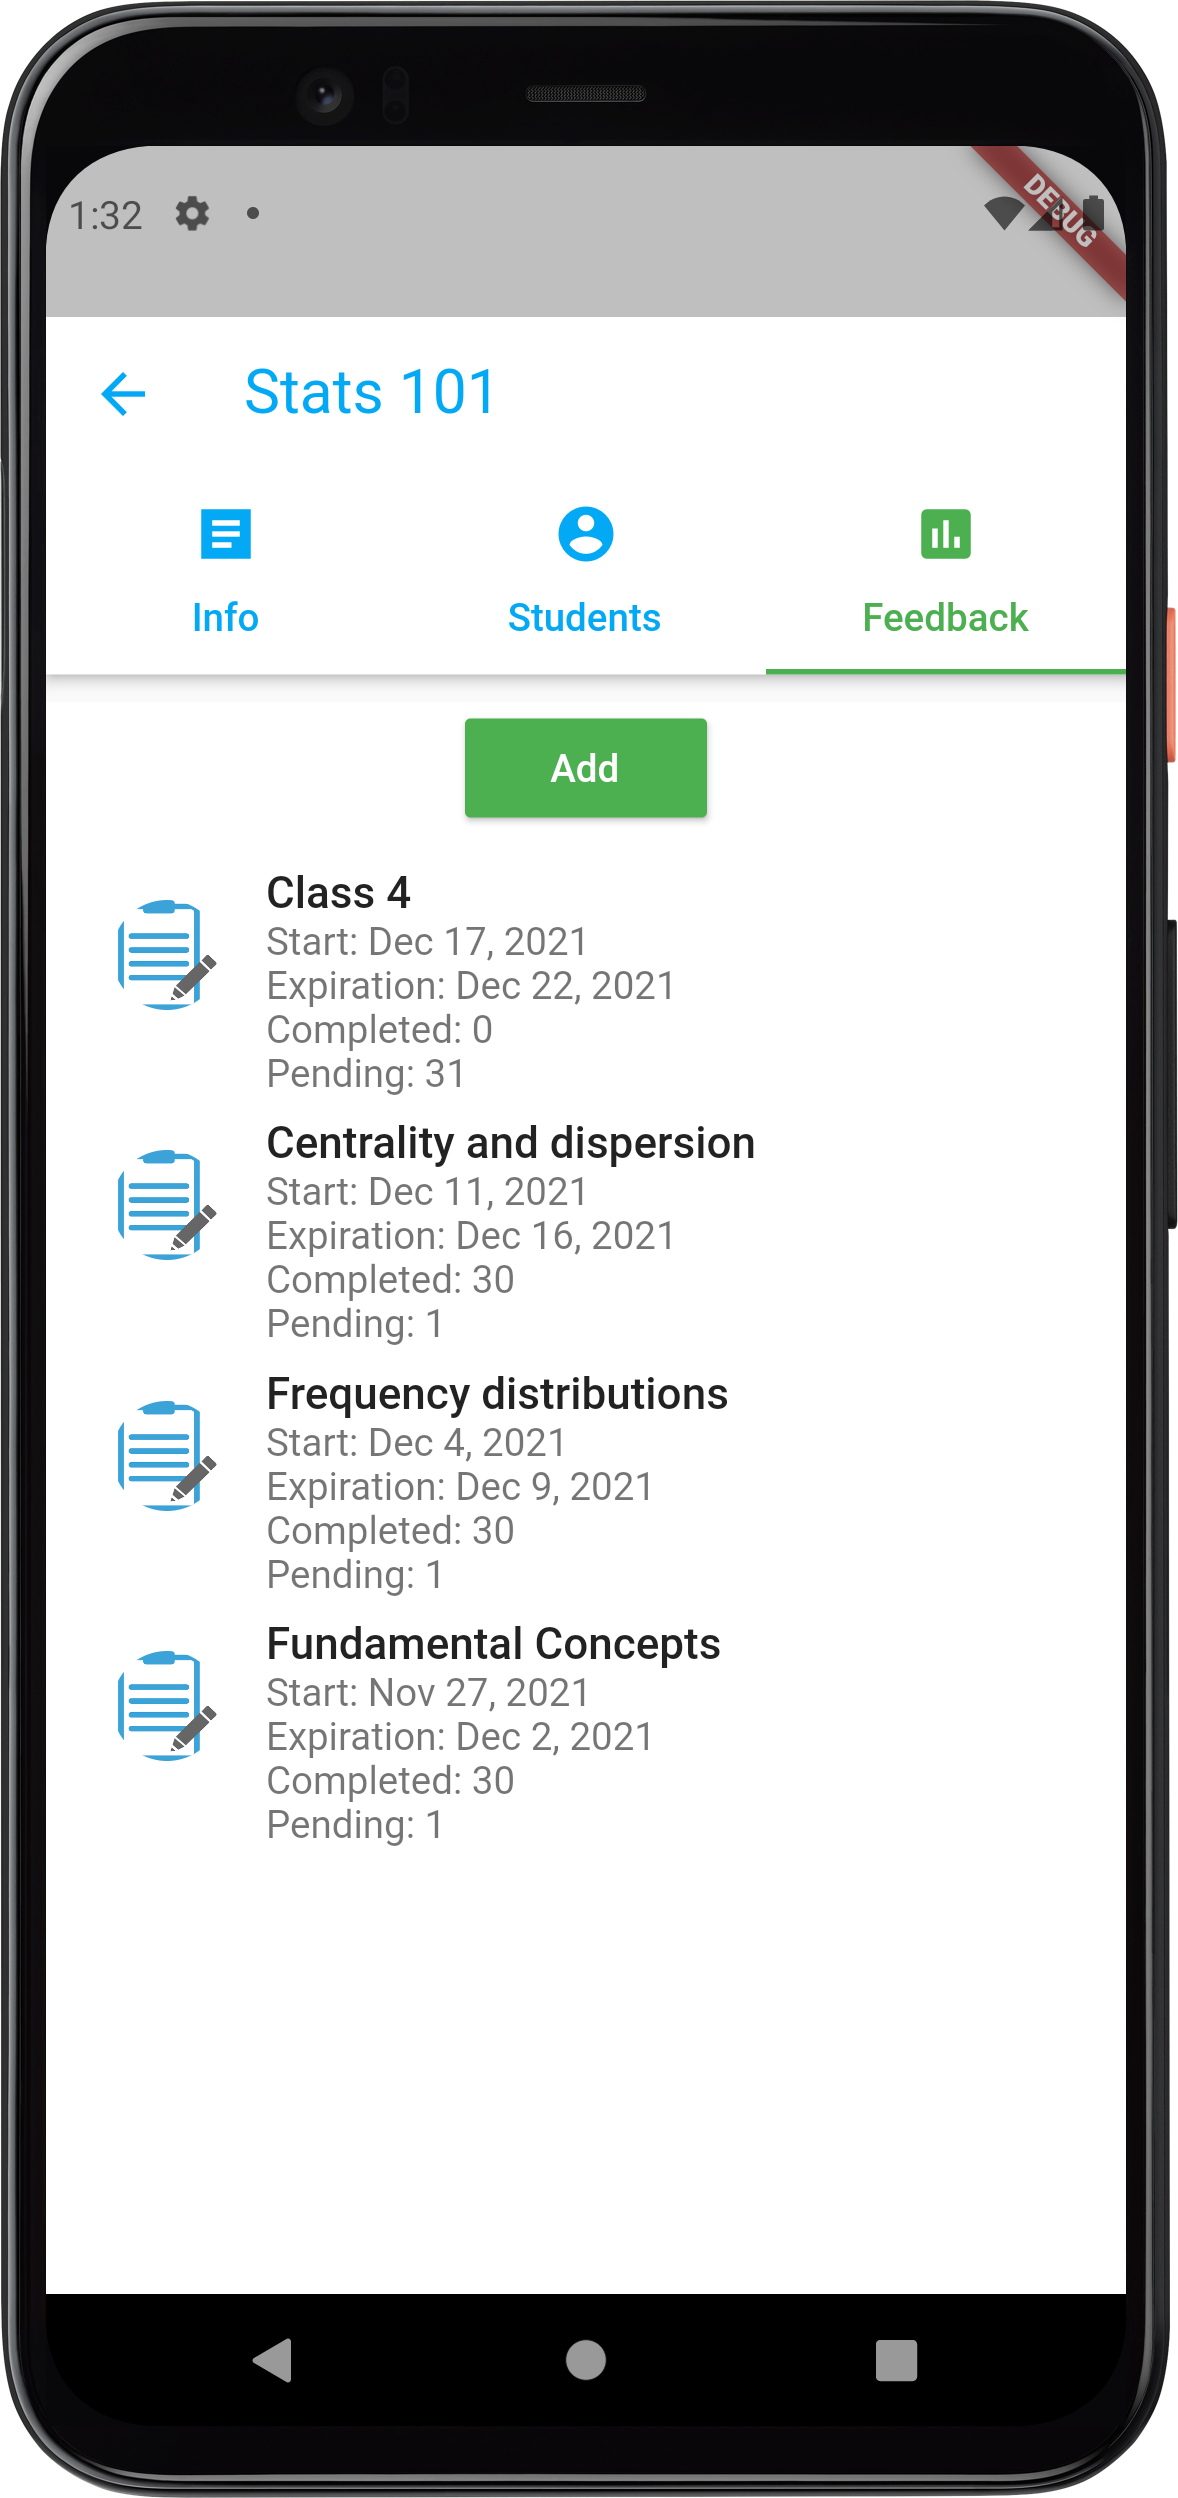 1:32
DEBUG
Stats 101
Info
Students
Feedback
Add
Class 4
Start: Dec 17, 2021
Expiration: Dec 22, 2021
Completed: 0
Pending: 31
Centrality and dispersion
Start: Dec 11, 2021
Expiration: Dec 16, 2021
Completed: 30
Pending: 1
Frequency distributions
Start: Dec 4, 2021
Expiration: Dec 9, 2021
Completed: 30
Pending: 1
Fundamental Concepts
Start: Nov 27, 2021
Expiration: Dec 2, 2021
Completed: 30
Pending: 1